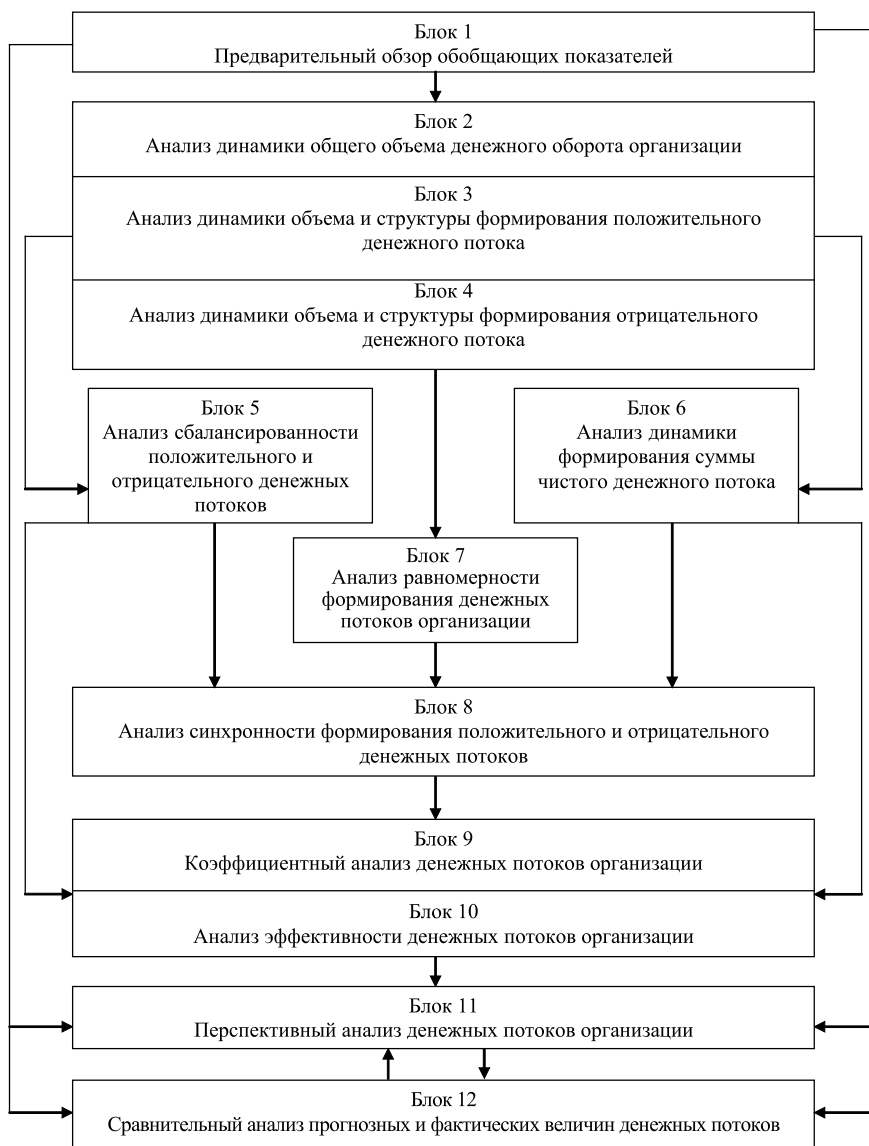 Блок 1
Предварительный обзор обобщающих показателей
Блок 2
Анализ динамики общего объема денежного оборота организации
Блок 3
Анализ динамики объема и структуры формирования положительного
денежного потока
Блок 4
Анализ динамики объема и структуры формирования отрицательного
денежного потока
Блок 5
Анализ сбалансированности
положительного и
отрицательного денежных
потоков
Блок 6
Анализ динамики
формирования суммы
чистого денежного потока
Блок 7
Анализ равномерности
формирования денежных
потоков организации
Блок 8
Анализ синхронности формирования положительного и отрицательного
денежных потоков
Блок 9
Коэффициентный анализ денежных потоков организации
Блок 10
Анализ эффективности денежных потоков организации
Блок 11
Перспективный анализ денежных потоков организации
Блок 12
Сравнительный анализ прогнозных и фактических величин денежных потоков